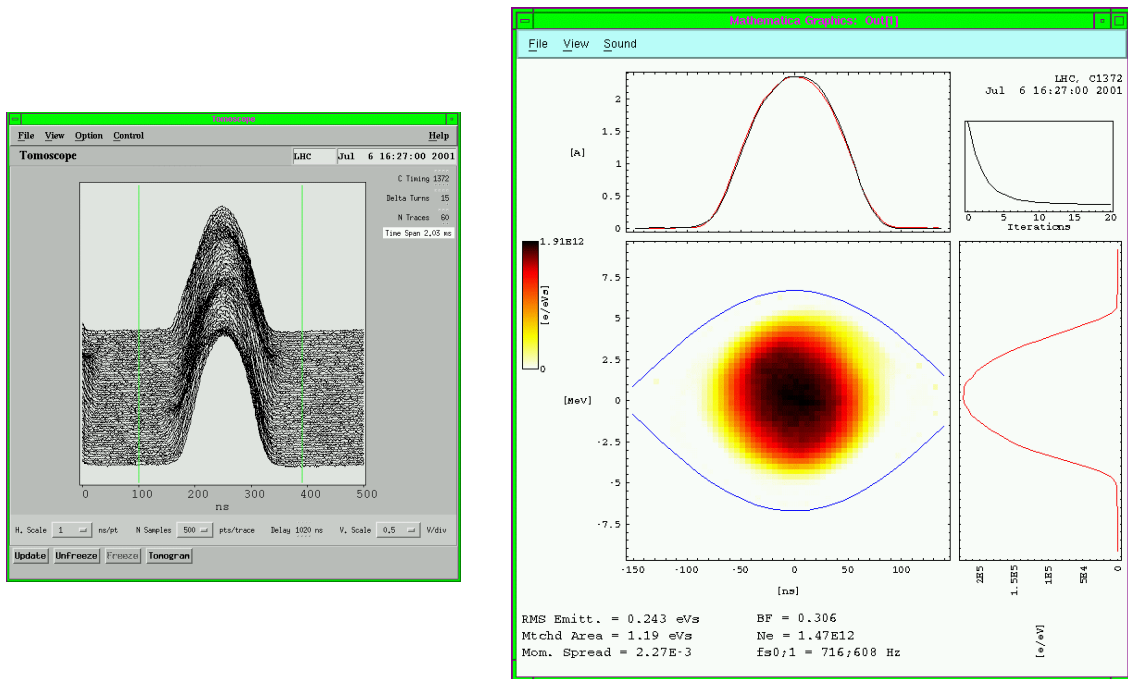 Tomoscope
File View Option Control Help
Tomoscope LHC Jul 6 16:27:00 2001
C Timing 1372
Delta Turns 15
N Traces 60
Time Span 2.03 ms
0 100 200 300 400 500
ns
H. Scale 1 ns/pt N Samples 500 pts/trace Delay 1020 ns V. Scale 0.5 V/div
Update Unfreeze Freeze Tomogram
Mathematica Graphics: Out[1]
File View Sound
LHC, C1372
Jul 6 16:27:00 2001
2
1.5
1
0.5
0
[A]
0 5 10 15 20
Iterations
1.91E12
[e/eVs]
0
7.5
5
2.5
0
-2.5
-5
-7.5
[MeV]
-150 -100 -50 0 50 100
[ns]
2E5
1.5E5
1E5
5E4
0
[e/eV]
RMS Emitt. = 0.243 eVs BF = 0.306
Mtchd Area = 1.19 eVs Ne = 1.47E12
Mom. Spread = 2.27E-3 fs0;1 = 716;608 Hz